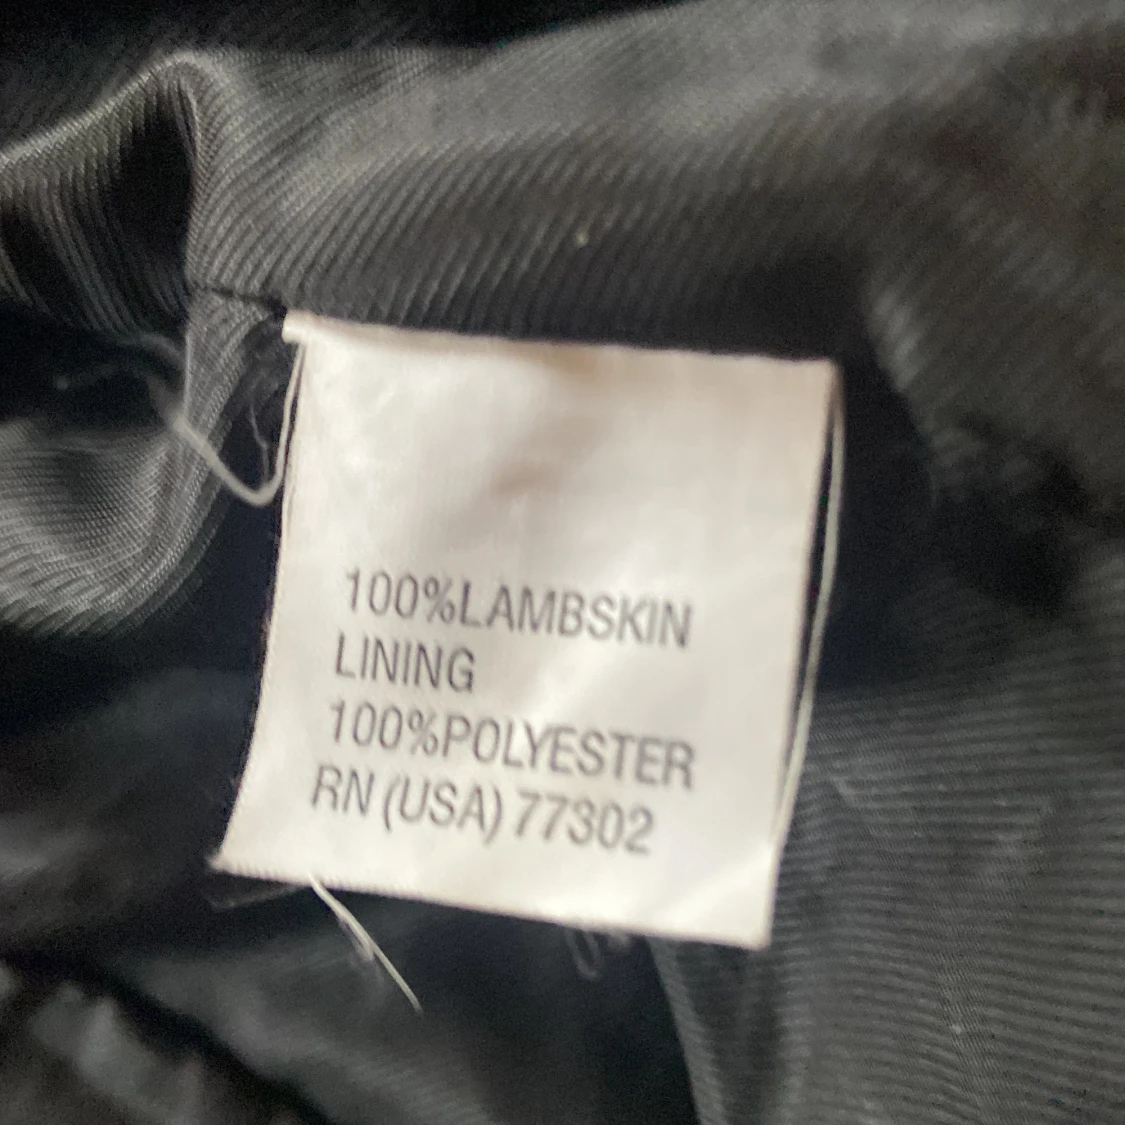 100%LAMBSKIN
LINING
100%POLYESTER
RN (USA) 77302